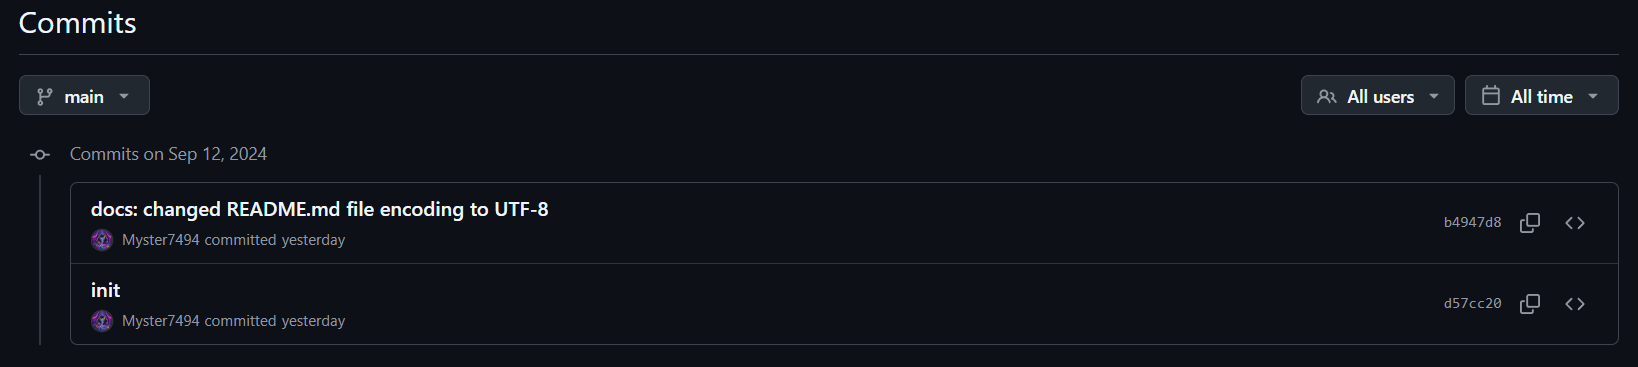 Commits
main
All users
All time
Commits on Sep 12, 2024
docs: changed README.md file encoding to UTF-8
b4947d8
Myster7494 committed yesterday
init
d57cc20
Myster7494 committed yesterday